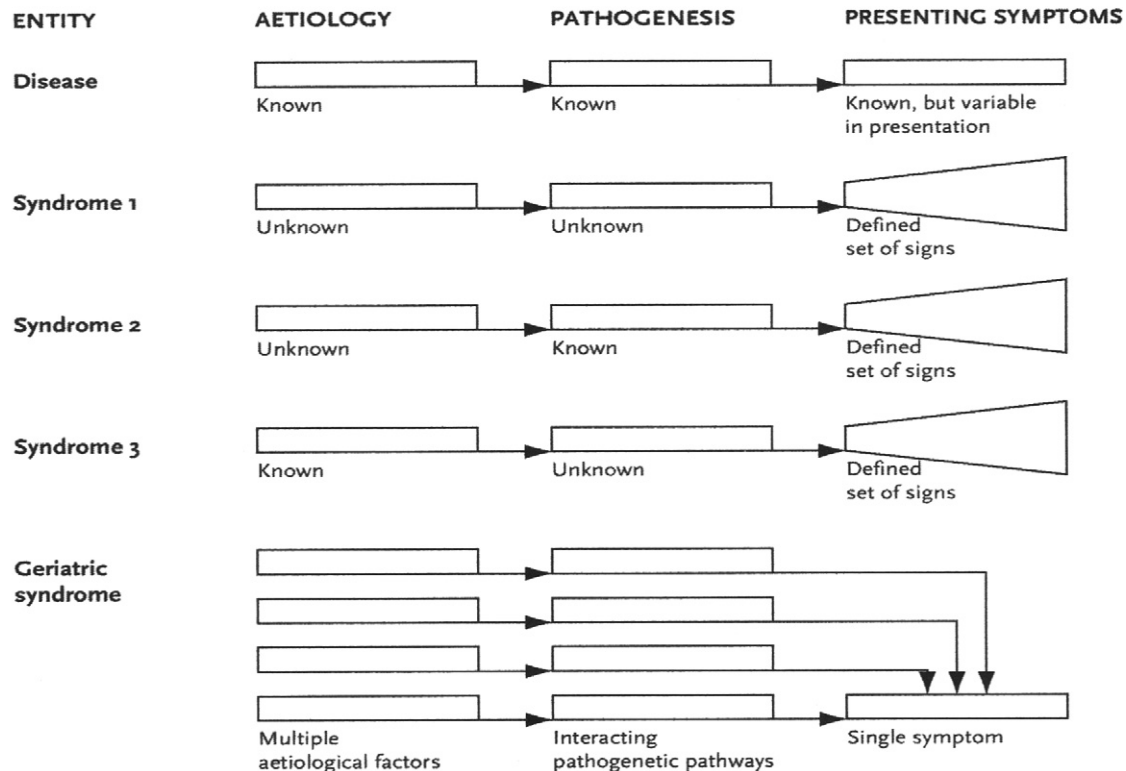 ENTITY AETIOLOGY PATHOGENESIS PRESENTING SYMPTOMS
Disease
Known Known Known, but variable
in presentation
Syndrome 1
Unknown Unknown Defined
set of signs
Syndrome 2
Unknown Known Defined
set of signs
Syndrome 3
Known Unknown Defined
set of signs
Geriatric
syndrome
Multiple Interacting Single symptom
aetiological factors pathogenetic pathways